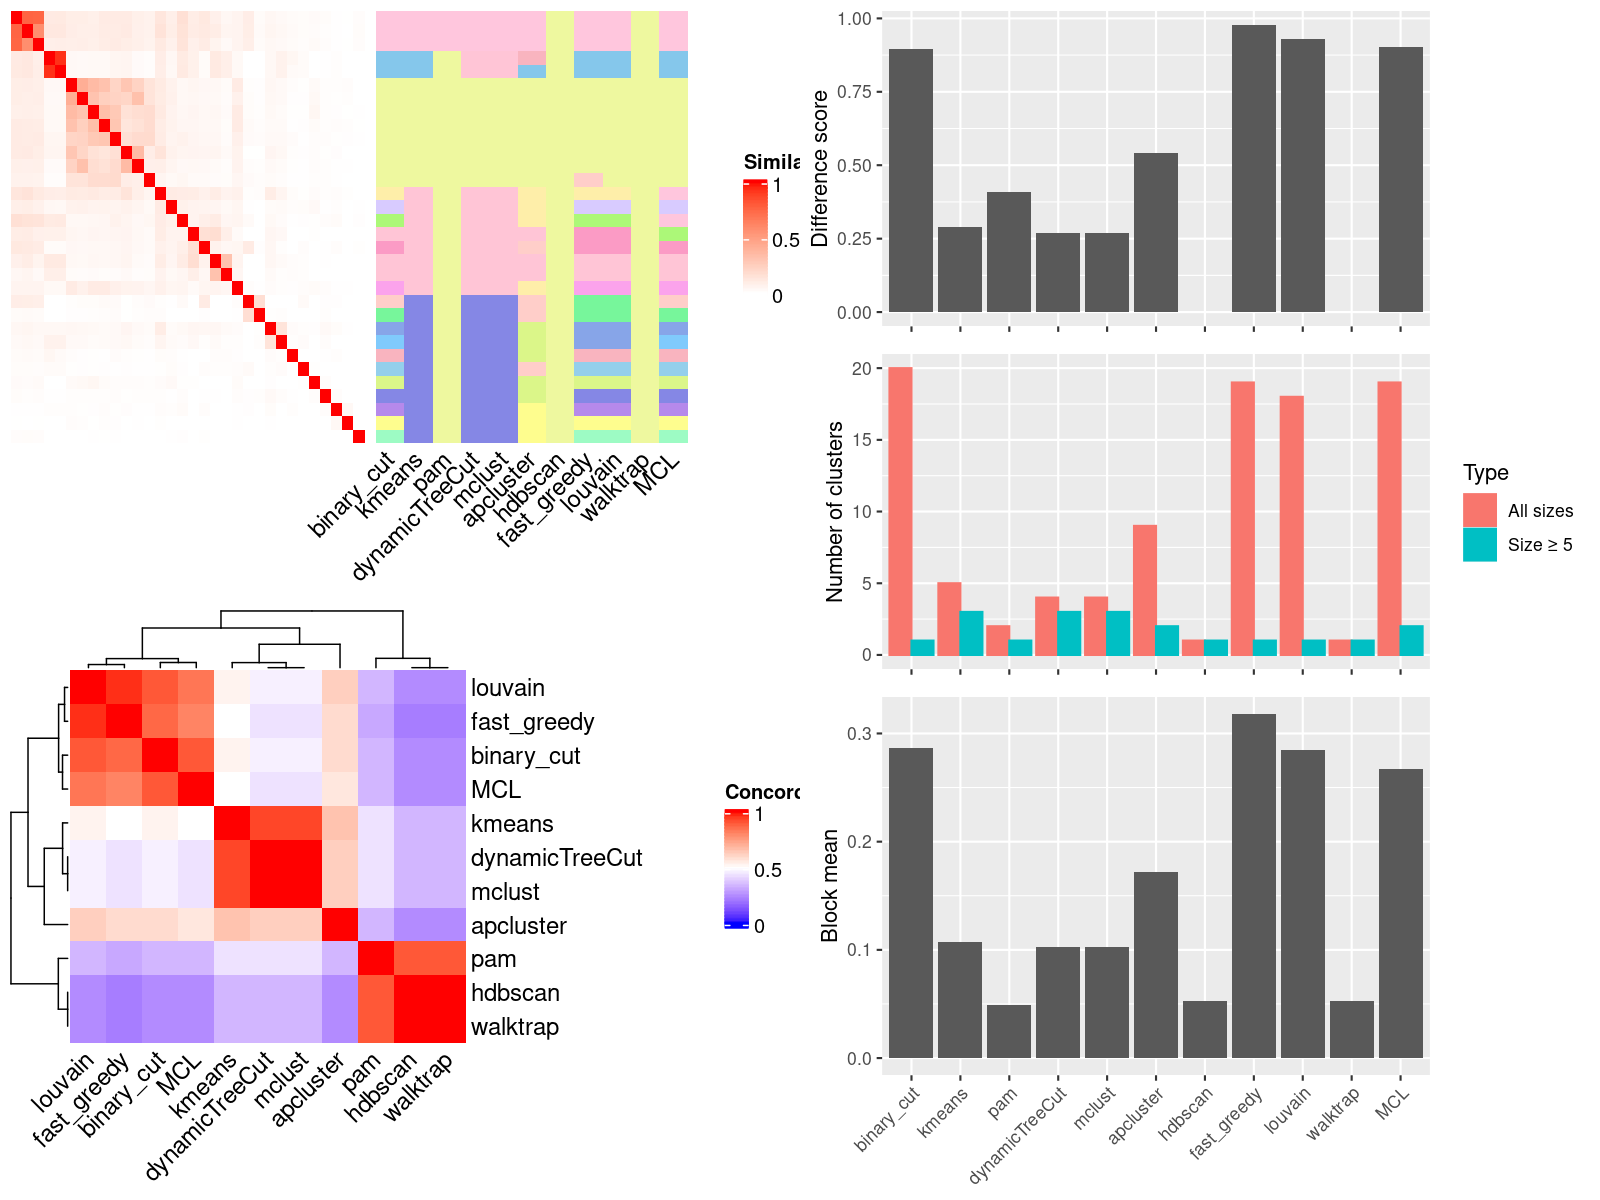 Simila
1
0.5
0
binary_cut
kmeans
pam
dynamicTreeCut
mclust
apcluster
hdbscan
fast_greedy
louvain
walktrap
MCL
louvain
fast_greedy
binary_cut
MCL
kmeans
dynamicTreeCut
mclust
apcluster
pam
hdbscan
walktrap
Concord
1
0.5
0
louvain
fast_greedy
binary_cut
MCL
kmeans
dynamicTreeCut
mclust
apcluster
pam
hdbscan
walktrap
Difference score
1.00
0.75
0.50
0.25
0.00
Number of clusters
20
15
10
5
0
Type
All sizes
Size ≥ 5
Block mean
0.3
0.2
0.1
0.0
binary_cut
kmeans
pam
dynamicTreeCut
mclust
apcluster
hdbscan
fast_greedy
louvain
walktrap
MCL